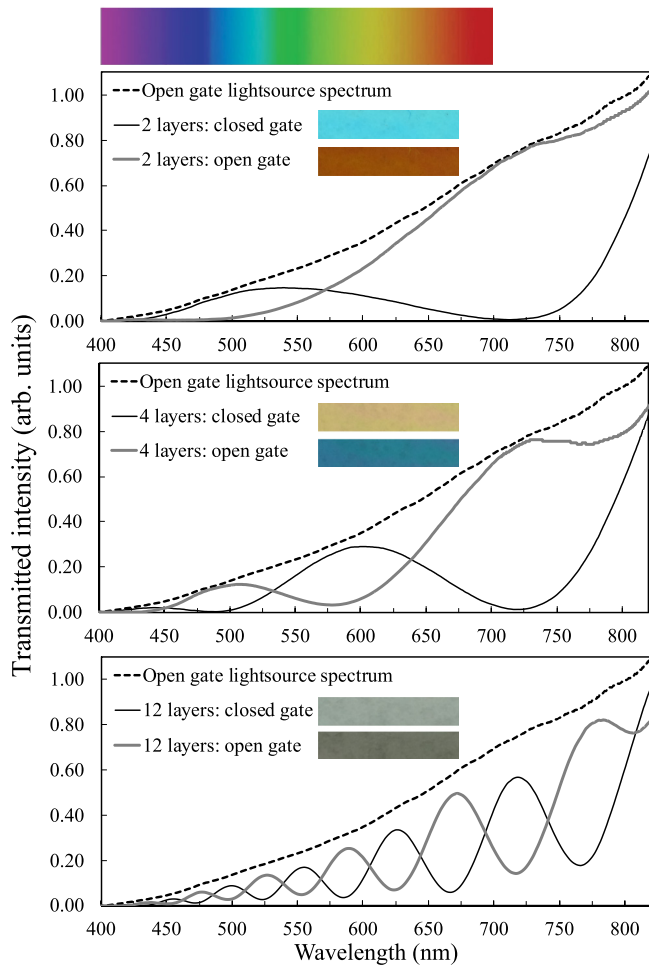 1.00
0.80
0.60
0.40
0.20
0.00
Open gate lightsource spectrum
2 layers: closed gate
2 layers: open gate
400 450 500 550 600 650 700 750 800
1.00
0.80
0.60
0.40
0.20
0.00
Open gate lightsource spectrum
4 layers: closed gate
4 layers: open gate
400 450 500 550 600 650 700 750 800
1.00
0.80
0.60
0.40
0.20
0.00
Open gate lightsource spectrum
12 layers: closed gate
12 layers: open gate
400 450 500 550 600 650 700 750 800
Transmitted intensity (arb. units)
Wavelength (nm)